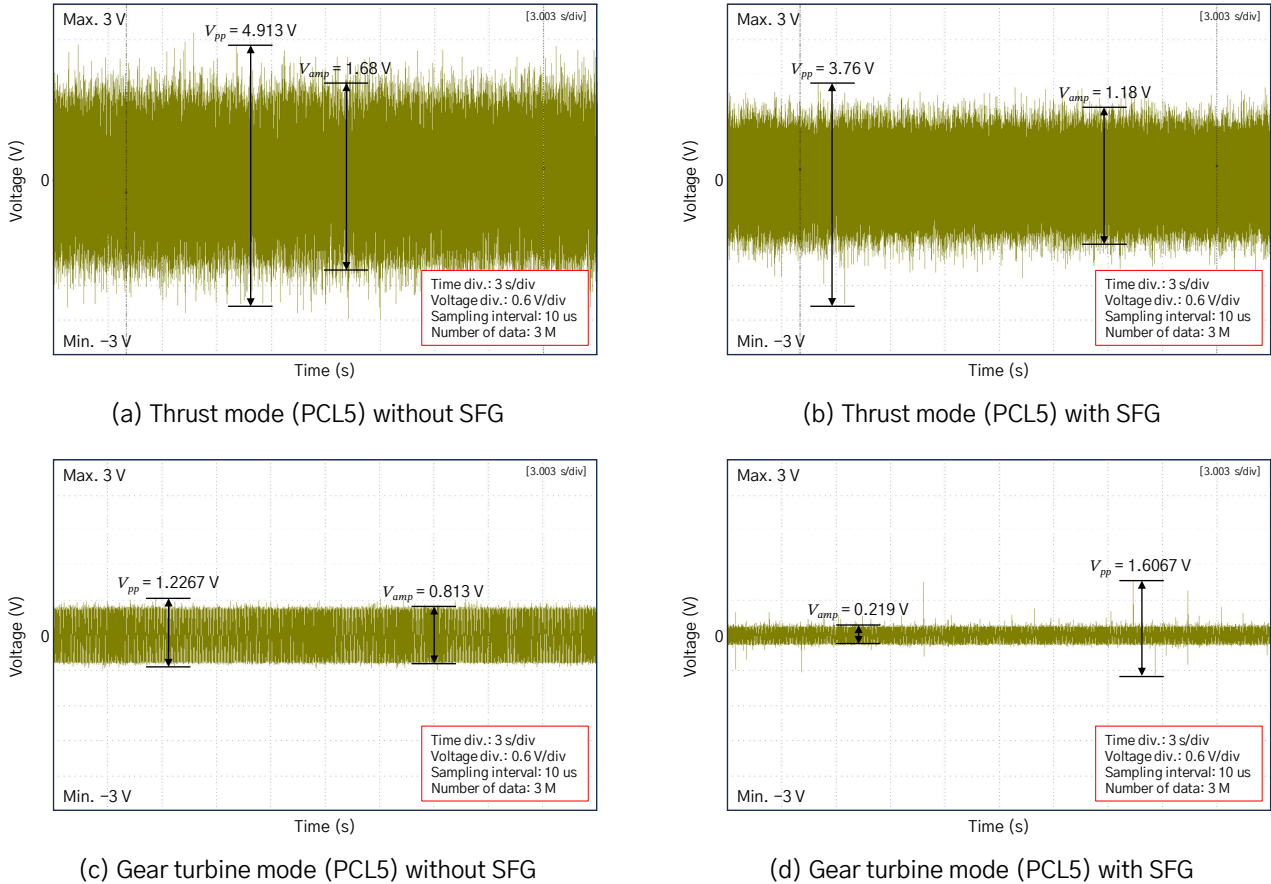 Max. 3 V
[3.003 s/div]
Vpp = 4.913 V
Vamp = 1.68 V
Voltage (V)
0
Time div.: 3 s/div
Voltage div.: 0.6 V/div
Sampling interval: 10 us
Number of data: 3 M
Min. −3 V
Time (s)
(a) Thrust mode (PCL5) without SFG
Max. 3 V
[3.003 s/div]
Vpp = 3.76 V
Vamp = 1.18 V
Voltage (V)
0
Time div.: 3 s/div
Voltage div.: 0.6 V/div
Sampling interval: 10 us
Number of data: 3 M
Min. −3 V
Time (s)
(b) Thrust mode (PCL5) with SFG
Max. 3 V
[3.003 s/div]
Vpp = 1.2267 V
Vamp = 0.813 V
Voltage (V)
0
Time div.: 3 s/div
Voltage div.: 0.6 V/div
Sampling interval: 10 us
Number of data: 3 M
Min. −3 V
Time (s)
(c) Gear turbine mode (PCL5) without SFG
Max. 3 V
[3.003 s/div]
Vpp = 1.6067 V
Vamp = 0.219 V
Voltage (V)
0
Time div.: 3 s/div
Voltage div.: 0.6 V/div
Sampling interval: 10 us
Number of data: 3 M
Min. −3 V
Time (s)
(d) Gear turbine mode (PCL5) with SFG